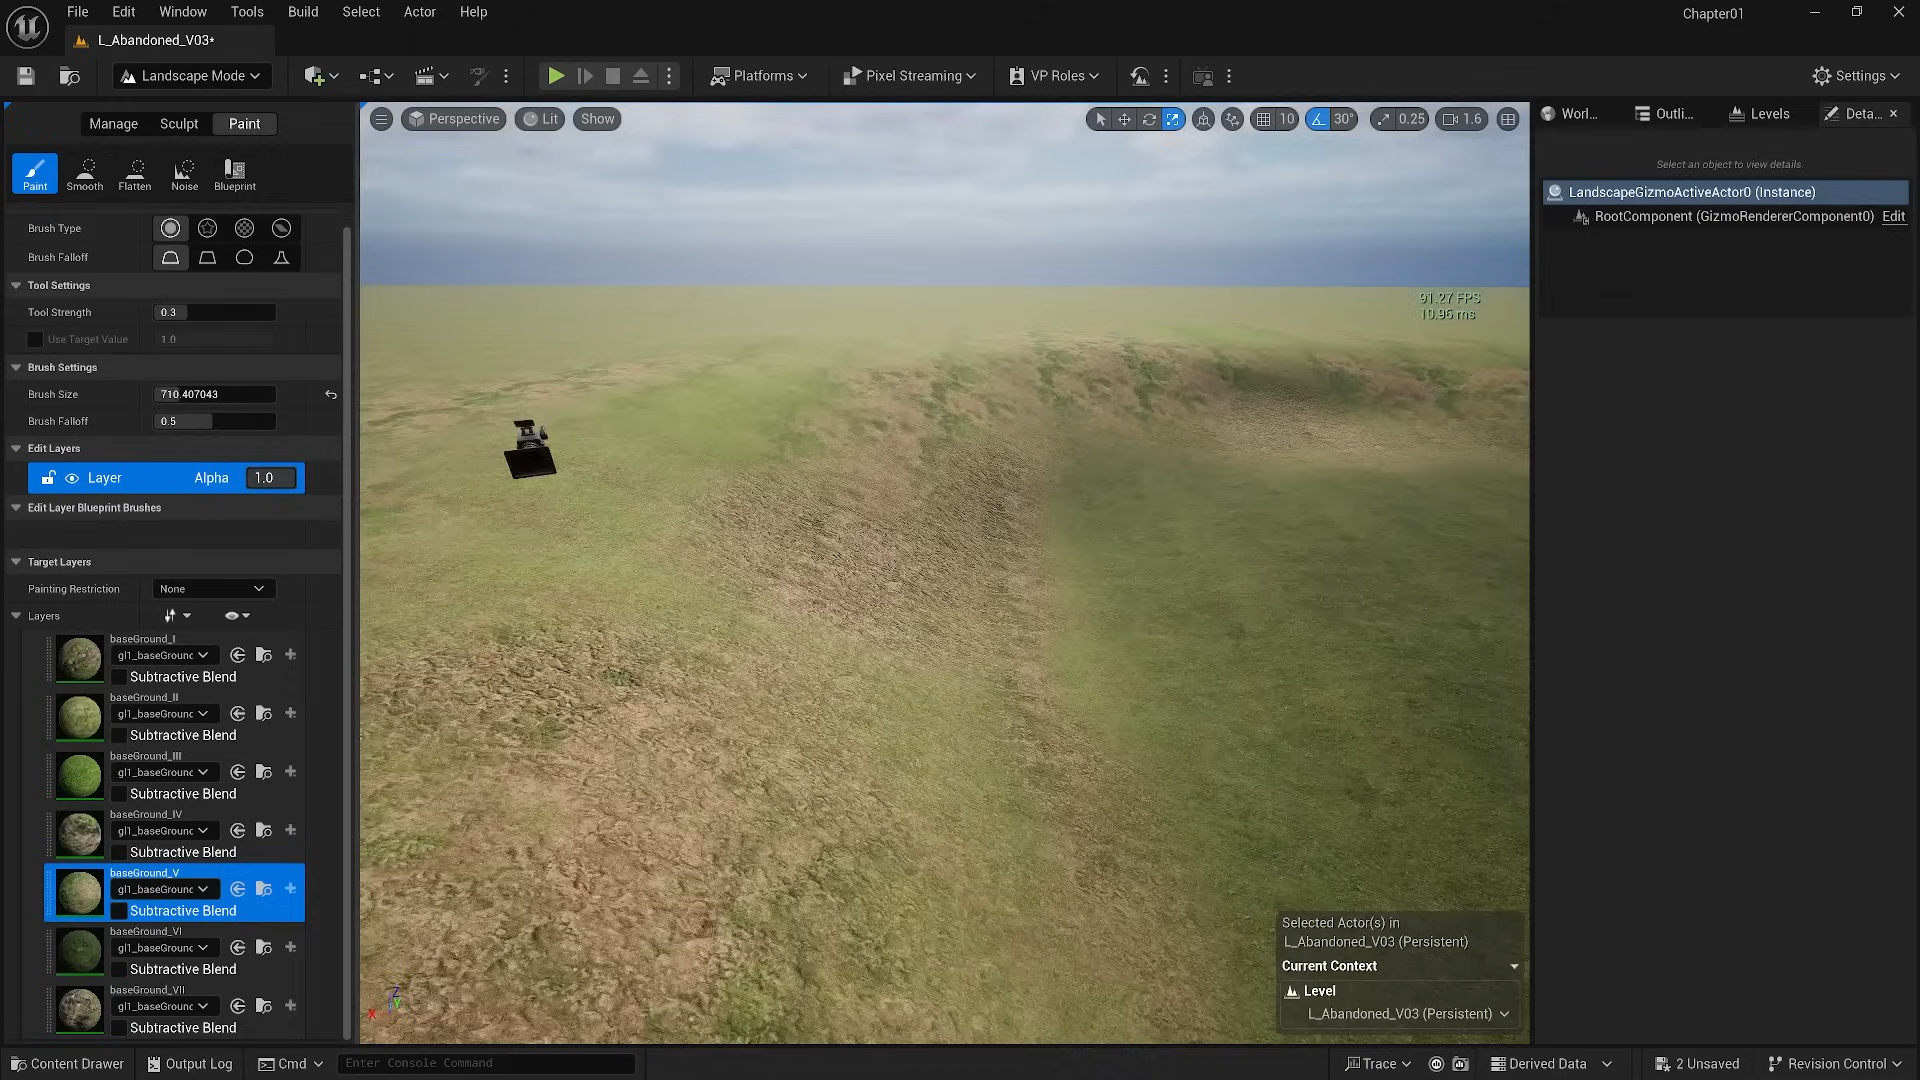 File Edit Window Tools Build Select Actor Help
Chapter01
L_Abandoned_V03*
Landscape Mode
Platforms
Pixel Streaming
VP Roles
Settings
Manage Sculpt Paint
Paint Smooth Flatten Noise Blueprint
Brush Type
Brush Falloff
Tool Settings
Tool Strength 0.3
Use Target Value 1.0
Brush Settings
Brush Size 710.407043
Brush Falloff 0.5
Edit Layers
Layer Alpha 1.0
Edit Layer Blueprint Brushes
Target Layers
Painting Restriction None
Layers
baseGround_I
gl1_baseGrounc
Subtractive Blend
baseGround_II
gl1_baseGrounc
Subtractive Blend
baseGround_III
gl1_baseGrounc
Subtractive Blend
baseGround_IV
gl1_baseGrounc
Subtractive Blend
baseGround_V
gl1_baseGrounc
Subtractive Blend
baseGround_VI
gl1_baseGrounc
Subtractive Blend
baseGround_VII
gl1_baseGrounc
Subtractive Blend
Perspective Lit Show
10 30° 0.25 1.6
91.27 FPS
10.96 ms
Z
Y
X
Selected Actor(s) in
L_Abandoned_V03 (Persistent)
Current Context
Level
L_Abandoned_V03 (Persistent)
Worl... Outli... Levels Deta...
Select an object to view details.
LandscapeGizmoActiveActor0 (Instance)
RootComponent (GizmoRendererComponent0) Edit
Content Drawer Output Log Cmd Enter Console Command
Trace Derived Data 2 Unsaved Revision Control